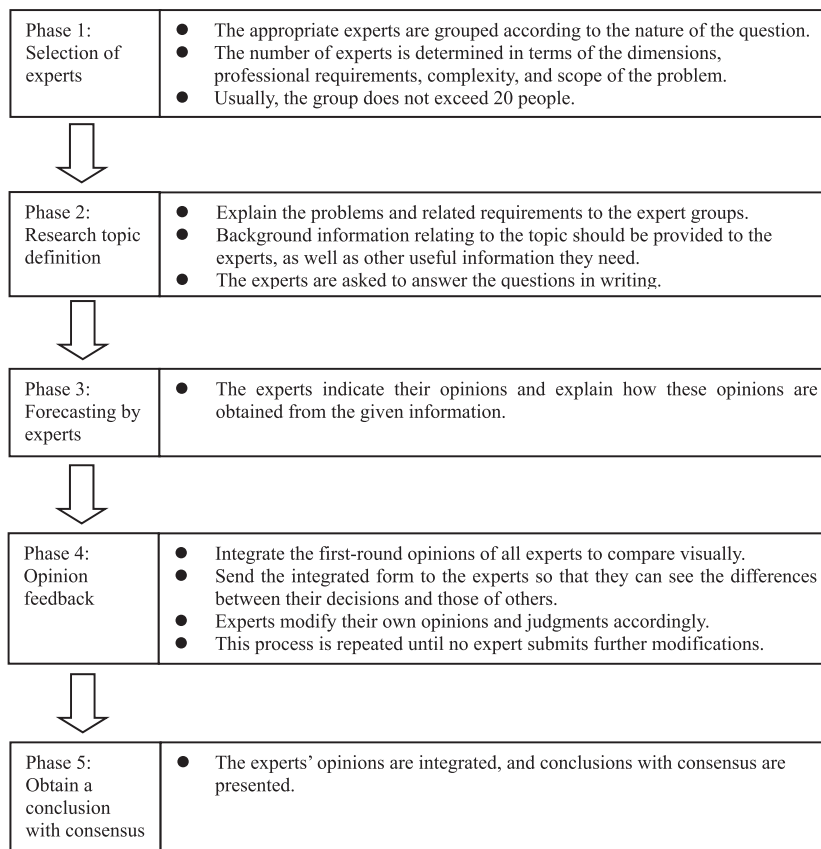 Phase 1:
Selection of
experts
● The appropriate experts are grouped according to the nature of the question.
● The number of experts is determined in terms of the dimensions,
professional requirements, complexity, and scope of the problem.
● Usually, the group does not exceed 20 people.
Phase 2:
Research topic
definition
● Explain the problems and related requirements to the expert groups.
● Background information relating to the topic should be provided to the
experts, as well as other useful information they need.
● The experts are asked to answer the questions in writing.
Phase 3:
Forecasting by
experts
● The experts indicate their opinions and explain how these opinions are
obtained from the given information.
Phase 4:
Opinion
feedback
● Integrate the first-round opinions of all experts to compare visually.
● Send the integrated form to the experts so that they can see the differences
between their decisions and those of others.
● Experts modify their own opinions and judgments accordingly.
● This process is repeated until no expert submits further modifications.
Phase 5:
Obtain a
conclusion
with consensus
● The experts’ opinions are integrated, and conclusions with consensus are
presented.